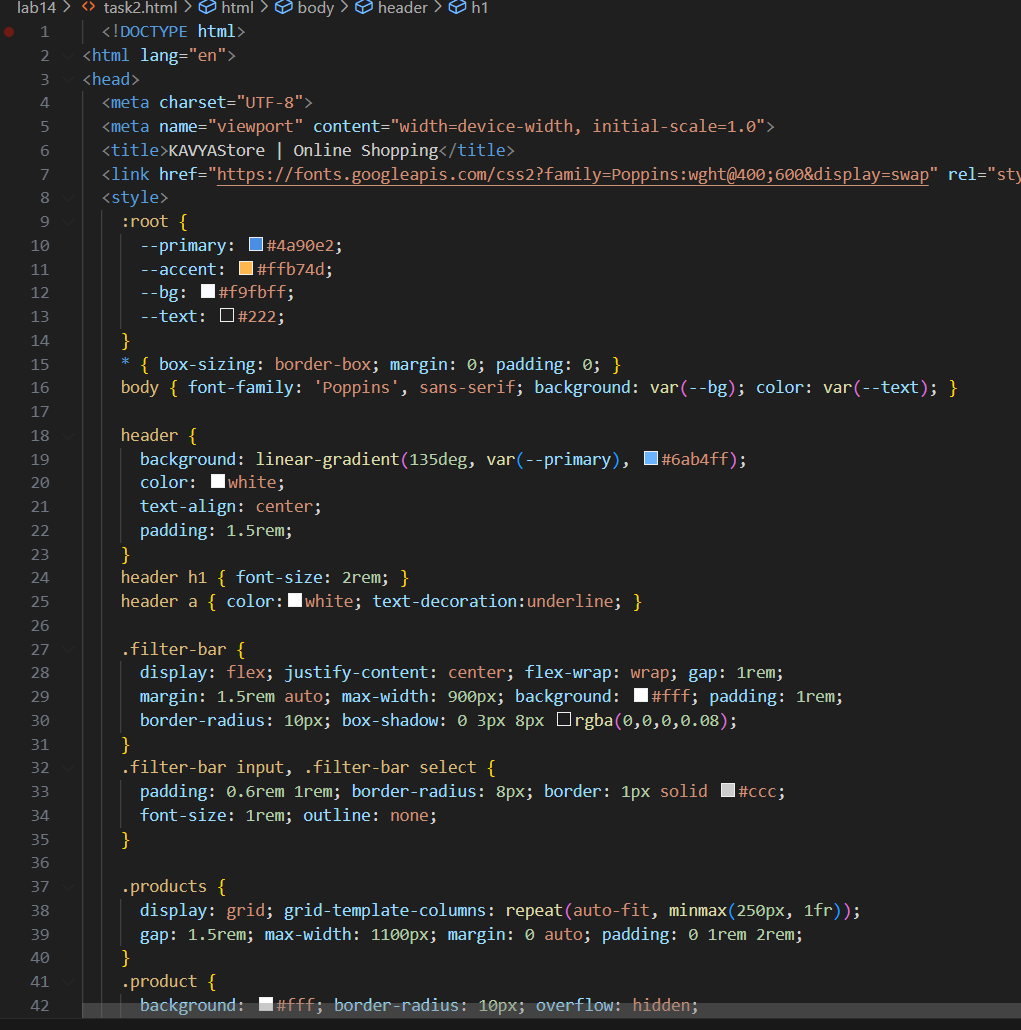 lab14 > <> task2.html > html > body > header > h1
1 <!DOCTYPE html>
2 <html lang="en">
3 <head>
4 <meta charset="UTF-8">
5 <meta name="viewport" content="width=device-width, initial-scale=1.0">
6 <title>KAVYAStore | Online Shopping</title>
7 <link href="https://fonts.googleapis.com/css2?family=Poppins:wght@400;600&display=swap" rel="sty
8 <style>
9 :root {
10 --primary: #4a90e2;
11 --accent: #ffb74d;
12 --bg: #f9fbff;
13 --text: #222;
14 }
15 * { box-sizing: border-box; margin: 0; padding: 0; }
16 body { font-family: 'Poppins', sans-serif; background: var(--bg); color: var(--text); }
17
18 header {
19 background: linear-gradient(135deg, var(--primary), #6ab4ff);
20 color: white;
21 text-align: center;
22 padding: 1.5rem;
23 }
24 header h1 { font-size: 2rem; }
25 header a { color:white; text-decoration:underline; }
26
27 .filter-bar {
28 display: flex; justify-content: center; flex-wrap: wrap; gap: 1rem;
29 margin: 1.5rem auto; max-width: 900px; background: #fff; padding: 1rem;
30 border-radius: 10px; box-shadow: 0 3px 8px rgba(0,0,0,0.08);
31 }
32 .filter-bar input, .filter-bar select {
33 padding: 0.6rem 1rem; border-radius: 8px; border: 1px solid #ccc;
34 font-size: 1rem; outline: none;
35 }
36
37 .products {
38 display: grid; grid-template-columns: repeat(auto-fit, minmax(250px, 1fr));
39 gap: 1.5rem; max-width: 1100px; margin: 0 auto; padding: 0 1rem 2rem;
40 }
41 .product {
42 background: #fff; border-radius: 10px; overflow: hidden;